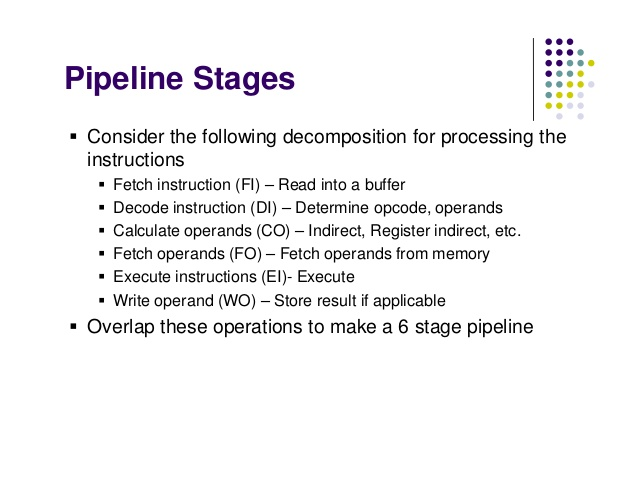 Pipeline Stages
▪ Consider the following decomposition for processing the
instructions
▪ Fetch instruction (FI) – Read into a buffer
▪ Decode instruction (DI) – Determine opcode, operands
▪ Calculate operands (CO) – Indirect, Register indirect, etc.
▪ Fetch operands (FO) – Fetch operands from memory
▪ Execute instructions (EI)- Execute
▪ Write operand (WO) – Store result if applicable
▪ Overlap these operations to make a 6 stage pipeline